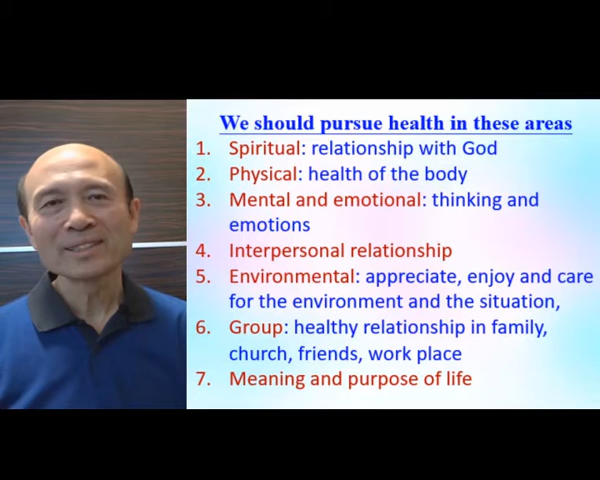 We should pursue health in these areas
1. Spiritual: relationship with God
2. Physical: health of the body
3. Mental and emotional: thinking and
emotions
4. Interpersonal relationship
5. Environmental: appreciate, enjoy and care
for the environment and the situation,
6. Group: healthy relationship in family,
church, friends, work place
7. Meaning and purpose of life